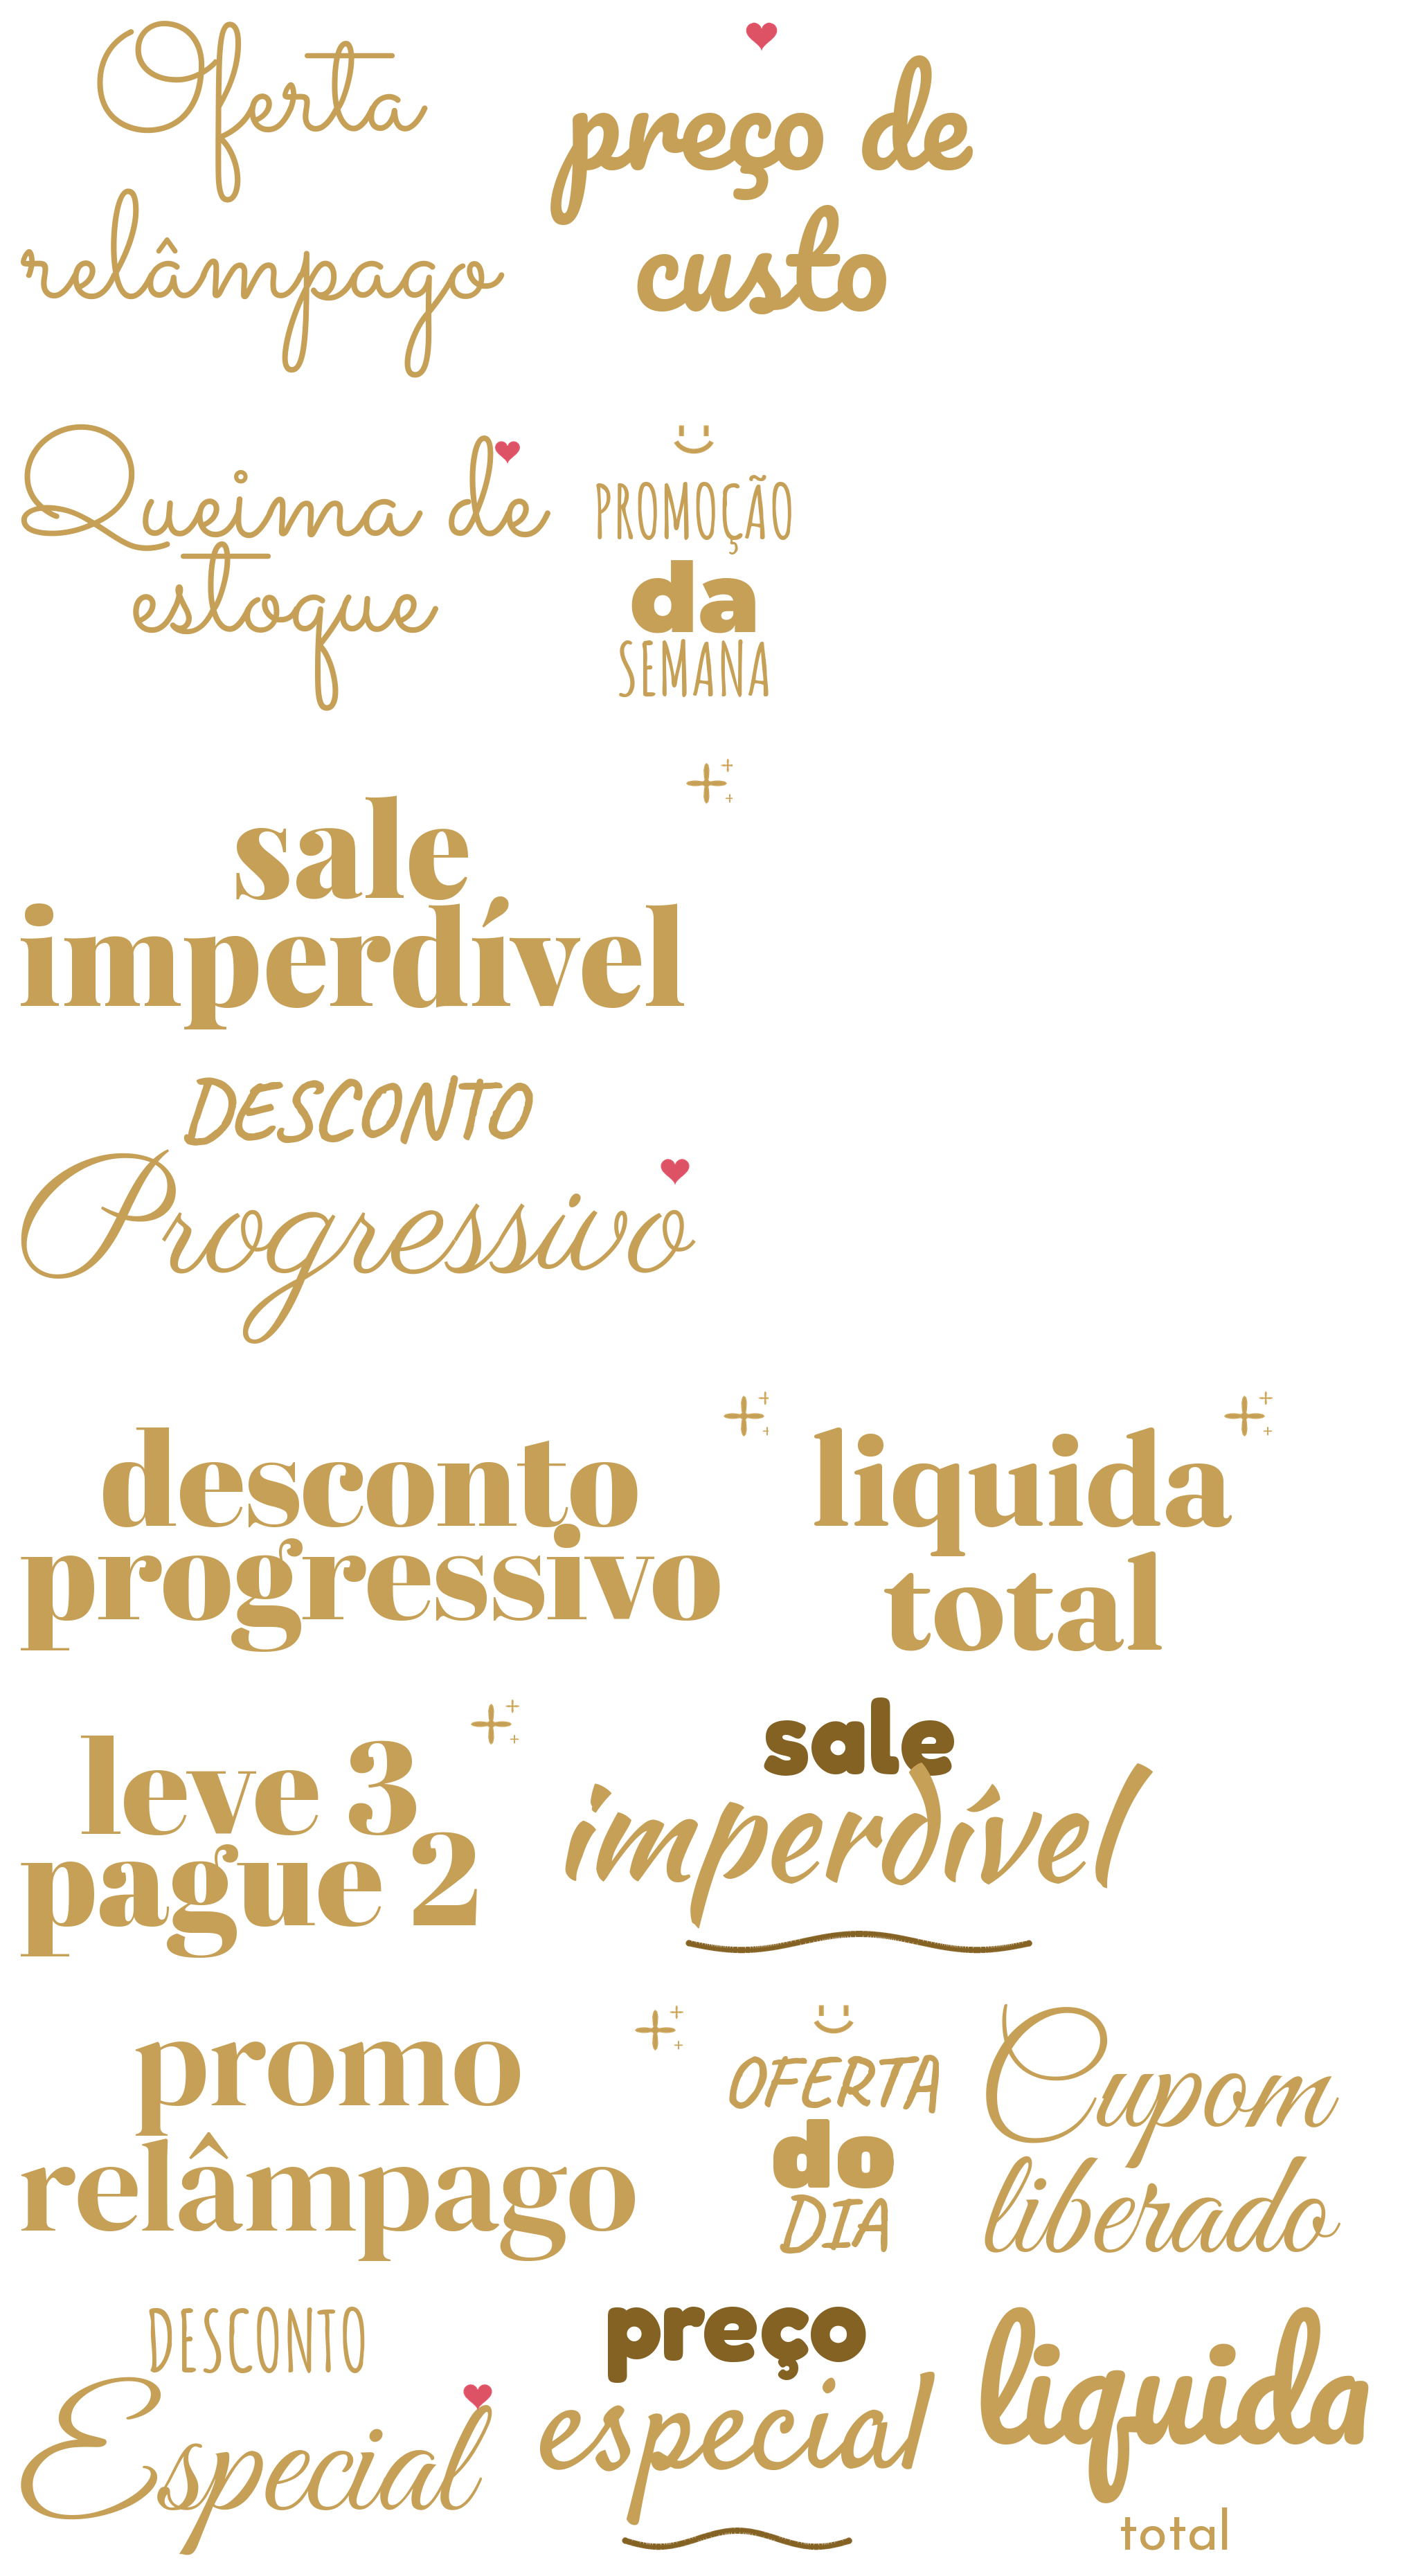 Oferta
relâmpago
preço de
custo
Queima de
estoque
PROMOÇÃO
da
SEMANA
sale
imperdível
DESCONTO
Progressivo
desconto
progressivo
liquida
total
leve 3
pague 2
sale
imperdível
promo
relâmpago
OFERTA
do
DIA
Cupom
liberado
DESCONTO
Especial
preço
especial
liquida
total